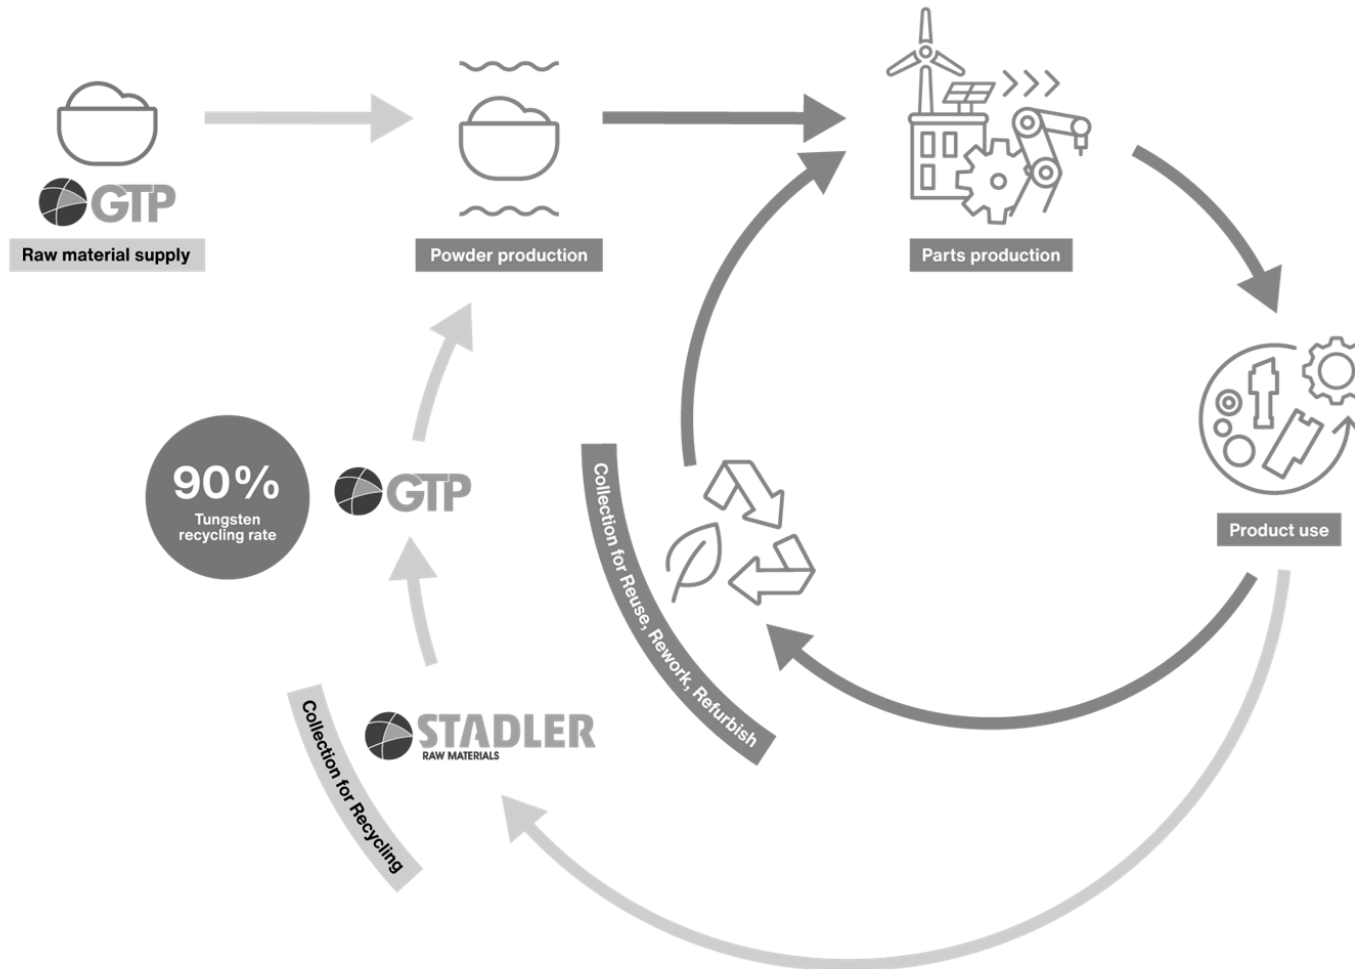 GTP
Raw material supply
Powder production
Parts production
90%
Tungsten
recycling rate
GTP
Collection for Reuse, Rework, Refurbish
Product use
STADLER
RAW MATERIALS
Collection for Recycling